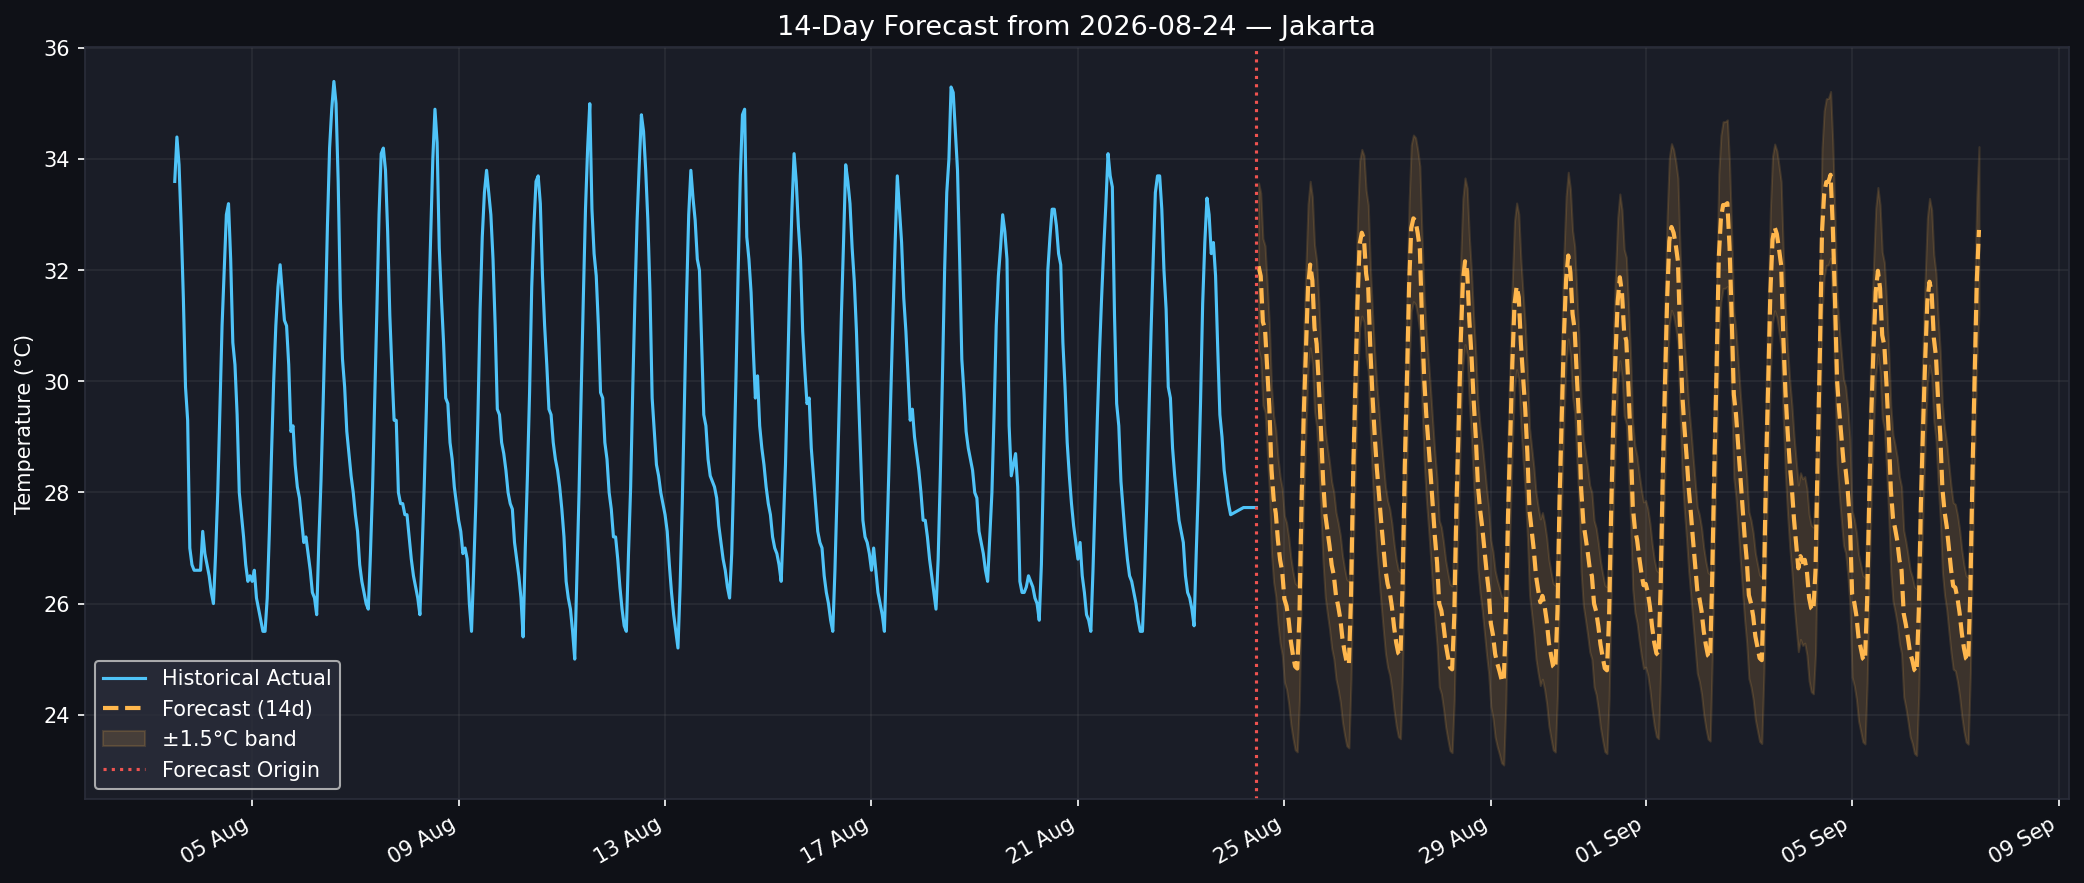 14-Day Forecast from 2026-08-24 — Jakarta
Temperature (°C)
36
34
32
30
28
26
24
Historical Actual
Forecast (14d)
±1.5°C band
Forecast Origin
05 Aug
09 Aug
13 Aug
17 Aug
21 Aug
25 Aug
29 Aug
01 Sep
05 Sep
09 Sep